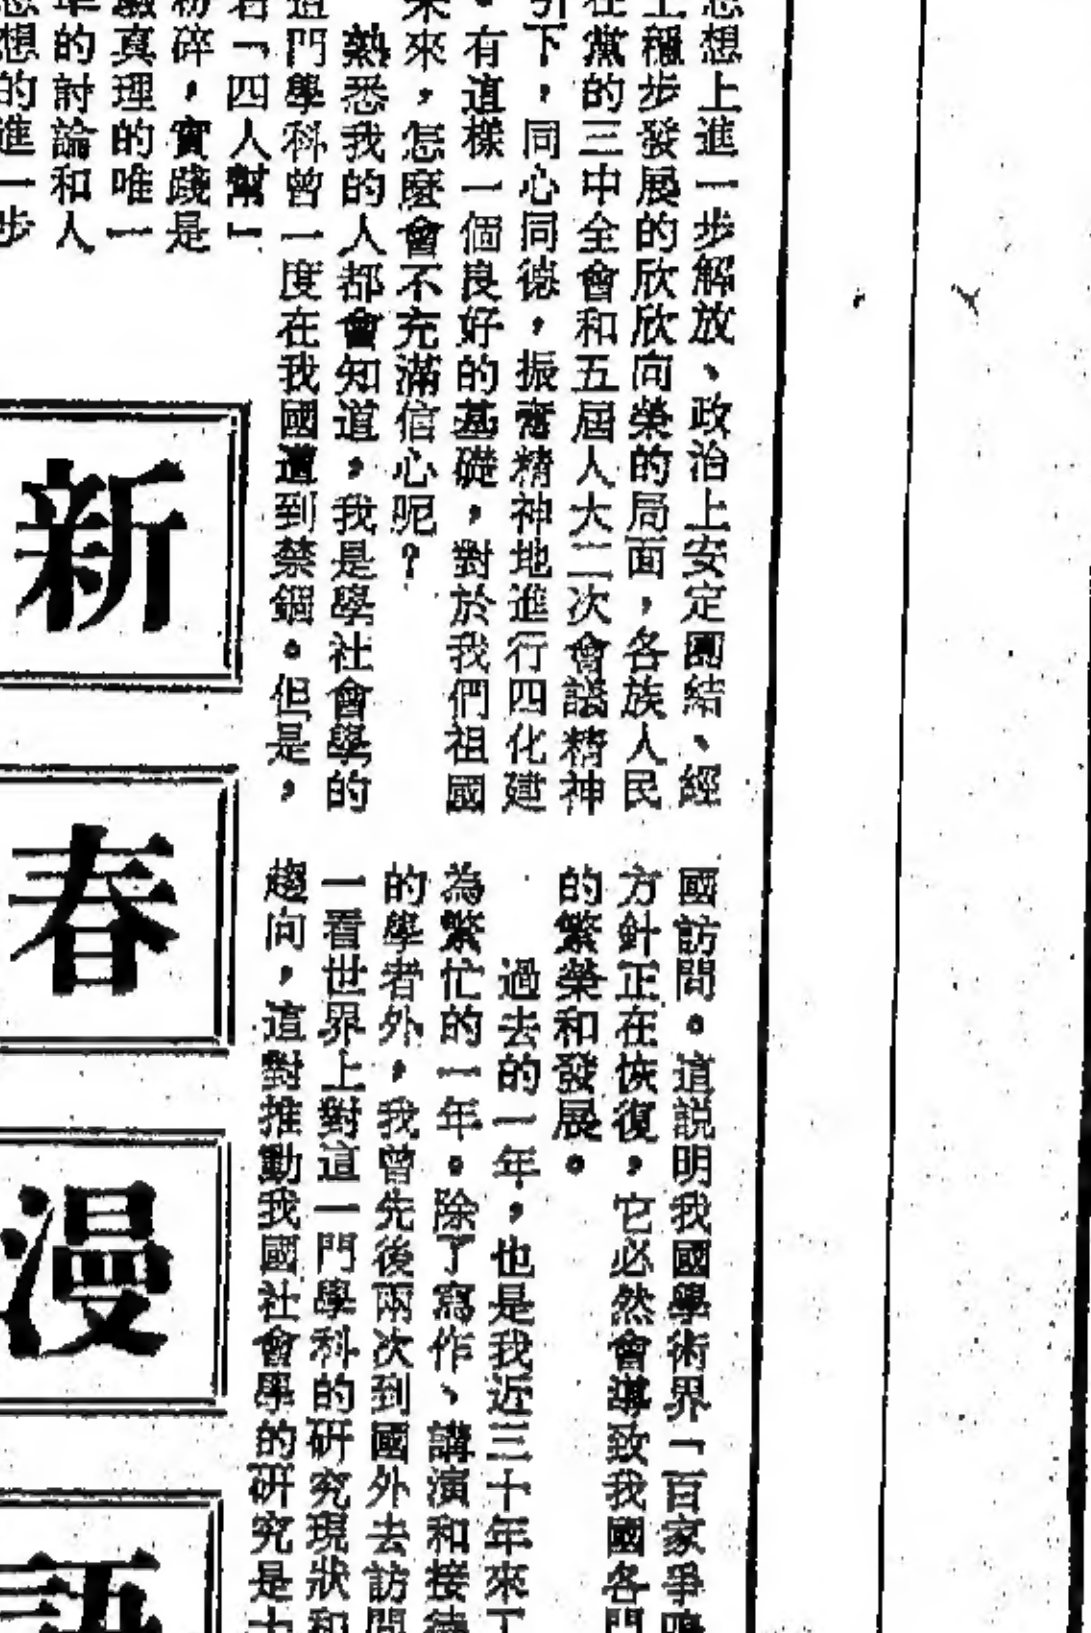 想上進一步解放、政治上安定團結、經
穩步發展的欣欣向榮的局面，各族人民
在黨的三中全會和五屆人大二次會議精神
引下，同心同德，振奮精神地進行四化建
。有這樣一個良好的基礎，對於我們祖國
來來，怎麼會不充滿信心呢？
熟悉我的人都會知道，我是學社會學的
這門學科曾一度在我國遭到禁錮。但是，
「四人幫」
粉碎，實踐是
驗真理的唯一
的討論和人
思想的進一步
國訪問。這説明我國學術界「百家爭鳴
方針正在恢復，它必然會導致我國各門
的繁榮和發展。
過去的一年，也是我近三十年來工
為繁忙的一年。除了寫作、講演和接待
的學者外，我曾先後兩次到國外去訪問
一看世界上對這一門學科的研究現狀和
趨向，這對推動我國社會學的研究是十
新
春
漫
語